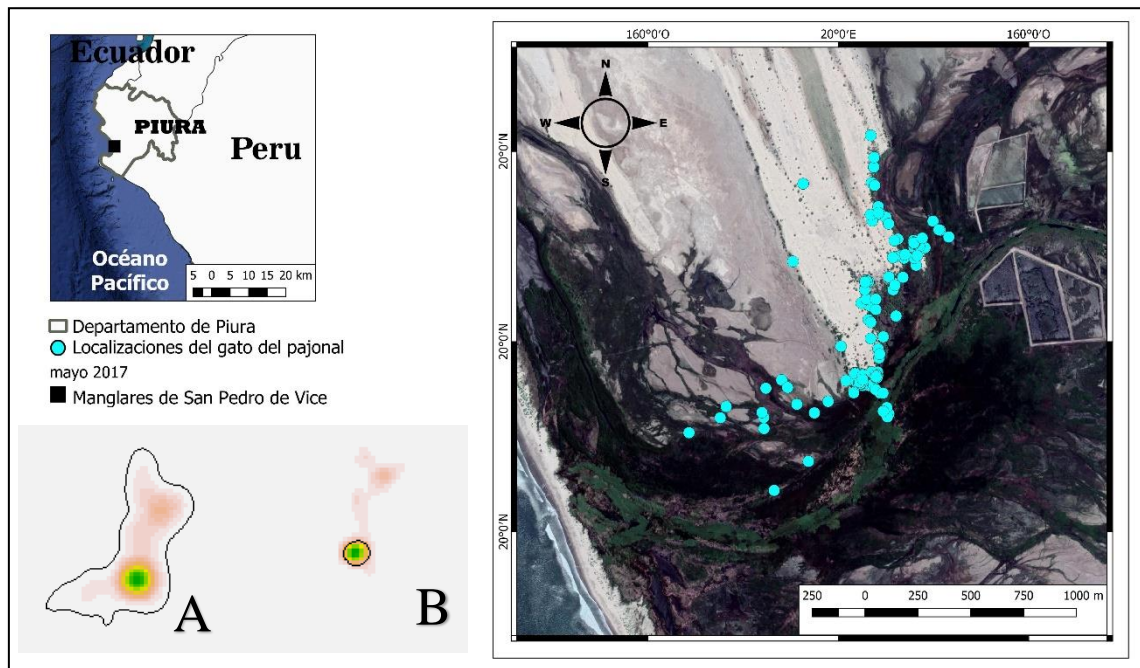 Ecuador
PIURA
Peru
Océano
Pacífico
5 0 5 10 15 20 km
Departamento de Piura
Localizaciones del gato del pajonal
mayo 2017
Manglares de San Pedro de Vice
A
B
160°0'O 20°0'E 160°0'O
N
W E
S
20°0'N
20°0'N
20°0'N
250 0 250 500 750 1000 m